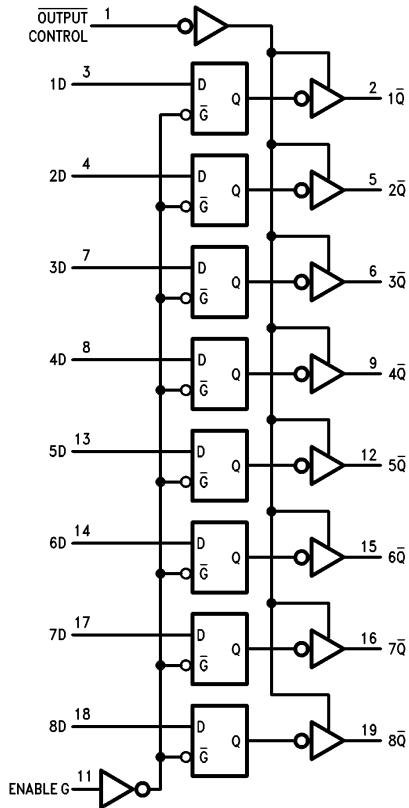 O̅U̅T̅P̅U̅T̅ 1
CONTROL
1D 3 D Q G̅ 2 1Q̅
2D 4 D Q G̅ 5 2Q̅
3D 7 D Q G̅ 6 3Q̅
4D 8 D Q G̅ 9 4Q̅
5D 13 D Q G̅ 12 5Q̅
6D 14 D Q G̅ 15 6Q̅
7D 17 D Q G̅ 16 7Q̅
8D 18 D Q G̅ 19 8Q̅
ENABLE G 11